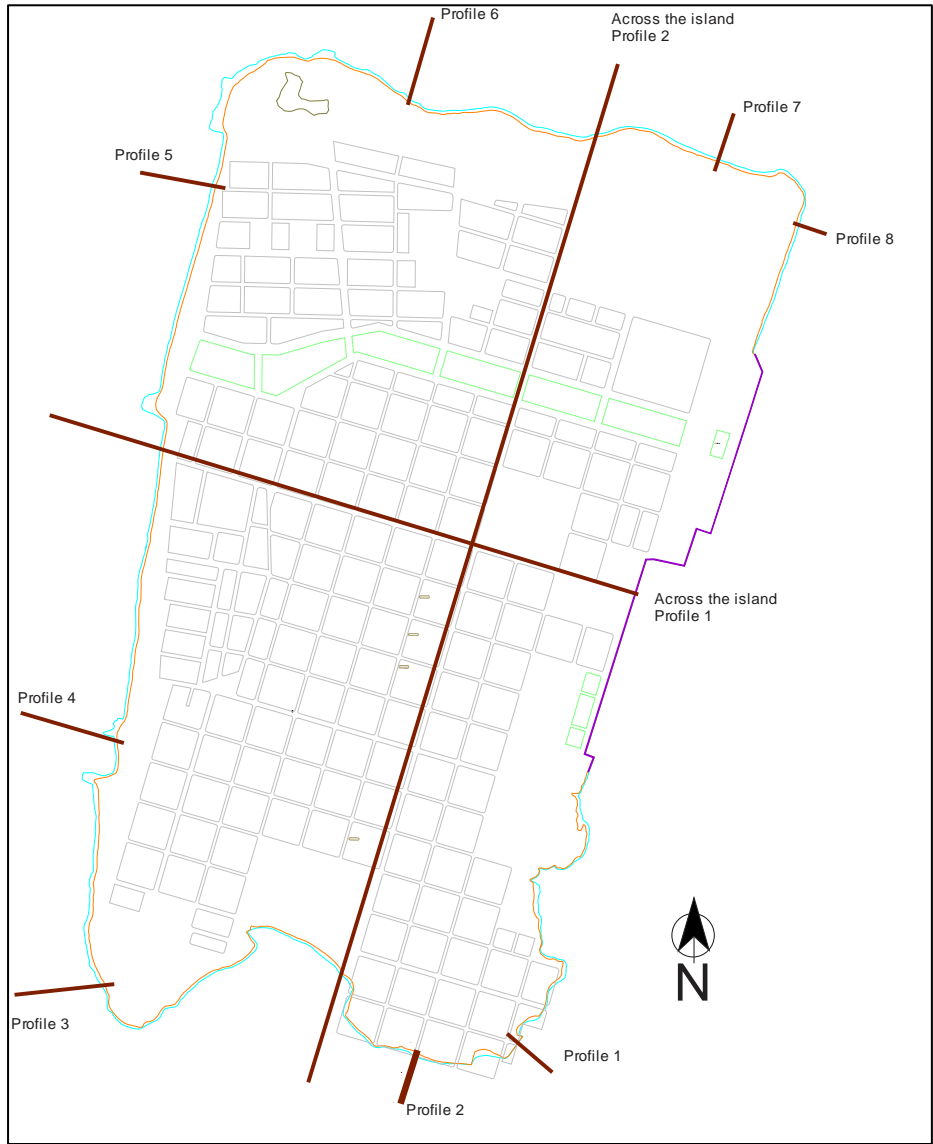 Profile 6
Across the island
Profile 2
Profile 7
Profile 5
Profile 8
Across the island
Profile 1
Profile 4
N
Profile 3
Profile 1
Profile 2